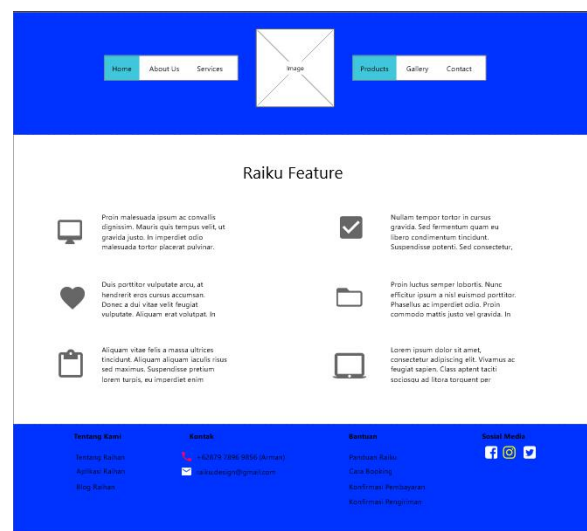 Home About Us Services
Image
Products Gallery Contact
Raiku Feature
Proin malesuada ipsum ac convallis
dignissim. Mauris quis tempus velit, ut
gravida justo. In imperdiet odio
malesuada tortor placerat pulvinar.
Nullam tempor tortor in cursus
gravida. Sed fermentum quam eu
libero condimentum tincidunt.
Suspendisse potenti. Sed consectetur,
Duis porttitor vulputate arcu, at
hendrerit eros cursus accumsan.
Donec a dui vitae velit feugiat
vulputate. Aliquam erat volutpat. In
Proin luctus semper lobortis. Nunc
efficitur ipsum a nisl euismod porttitor.
Phasellus ac imperdiet odio. Proin
commodo mattis justo vel gravida. In
Aliquam vitae felis a massa ultrices
tincidunt. Aliquam aliquam iaculis risus
sed maximus. Suspendisse pretium
lorem turpis, eu imperdiet enim
Lorem ipsum dolor sit amet,
consectetur adipiscing elit. Vivamus ac
feugiat sapien. Class aptent taciti
sociosqu ad litora torquent per
Tentang Kami
Tentang Raihan
Aplikasi Raihan
Blog Raihan
Kontak
(Arman)
raiku.design@gmail.com
Bantuan
Panduan Raiku
Cara Booking
Konfirmasi Pembayaran
Konfirmasi Pengiriman
Sosial Media